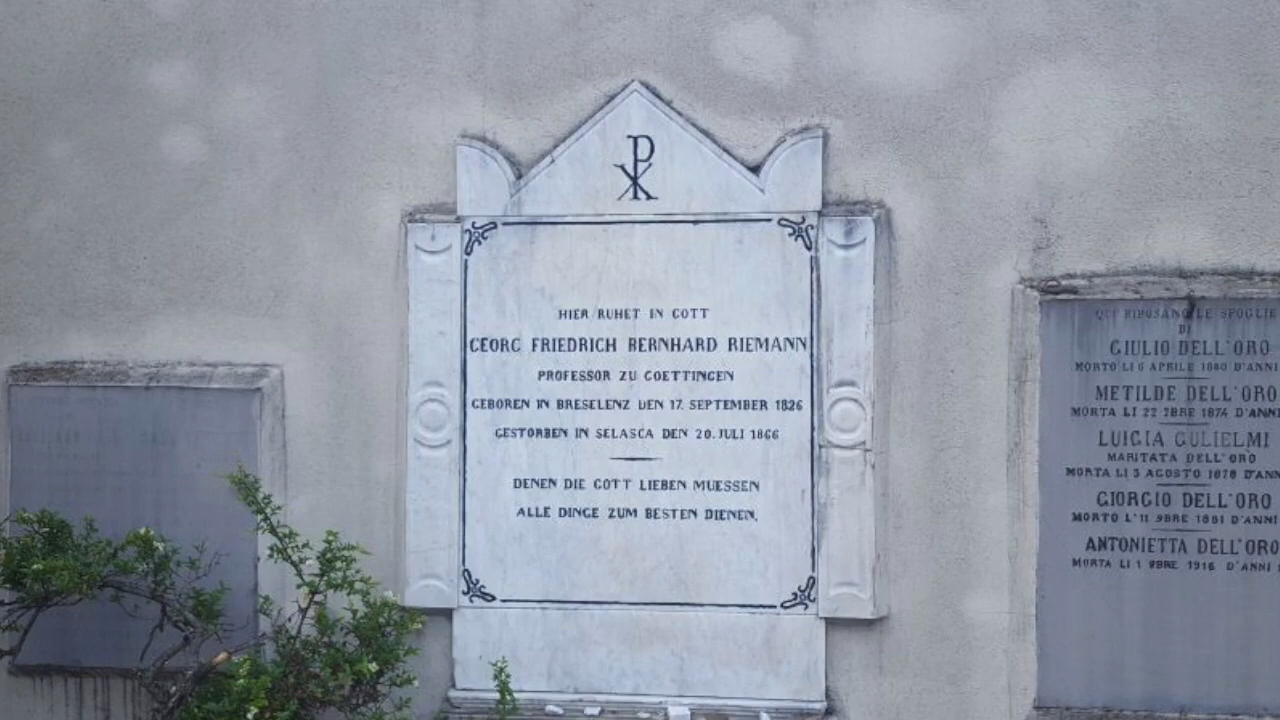 HIER RUHET IN GOTT
GEORG FRIEDRICH BERNHARD RIEMANN
PROFESSOR ZU GOETTINGEN
GEBOREN IN BRESELENZ DEN 17. SEPTEMBER 1826
GESTORBEN IN SELASCA DEN 20. JULI 1866
DENEN DIE GOTT LIEBEN MUESSEN
ALLE DINGE ZUM BESTEN DIENEN.
QUI RIPOSANO LE SPOGLIE
DI
GIULIO DELL'ORO
MORTO LI 6 APRILE 1880 D'ANNI
METILDE DELL'ORO
MORTA LI 22 7BRE 1874 D'ANNI
LUIGIA GULIELMI
MARITATA DELL'ORO
MORTA LI 3 AGOSTO 1878 D'ANNI
GIORGIO DELL'ORO
MORTO L'11 9BRE 1881 D'ANNI
ANTONIETTA DELL'ORO
MORTA LI 1 9BRE 1916 D'ANNI